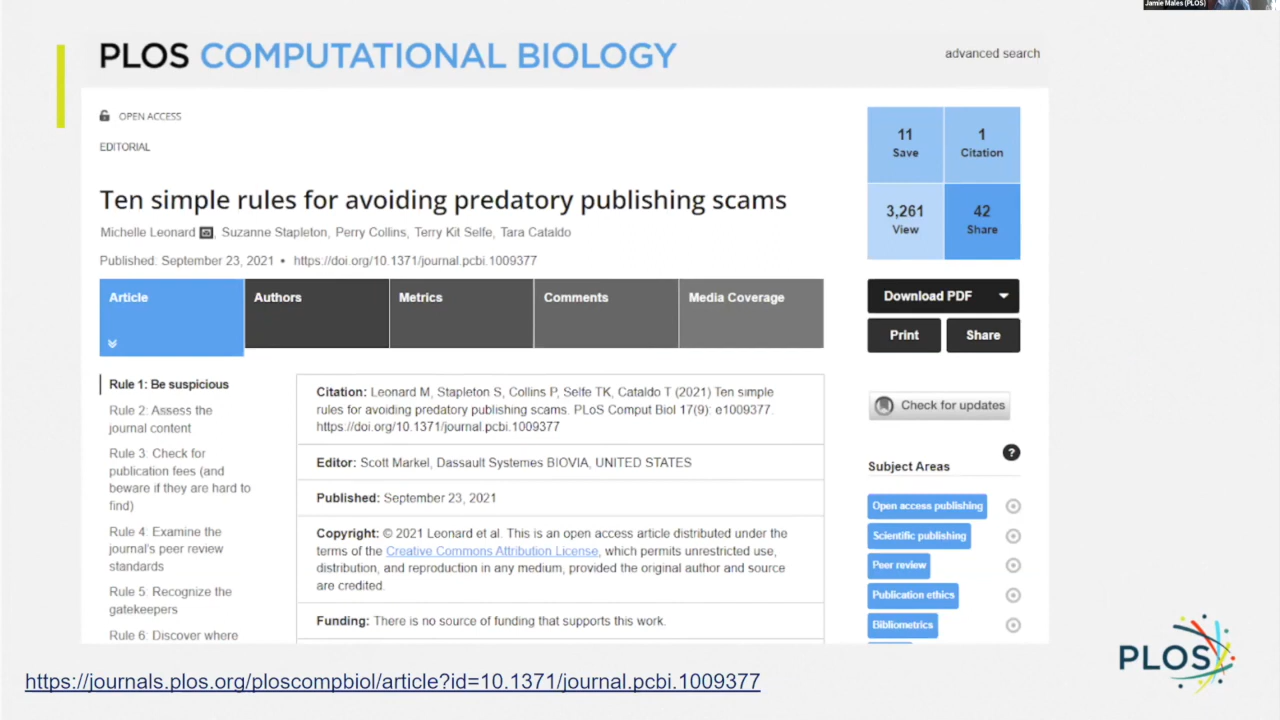 Jamie Males (PLOS)
PLOS COMPUTATIONAL BIOLOGY
advanced search
OPEN ACCESS
EDITORIAL
Ten simple rules for avoiding predatory publishing scams
Michelle Leonard, Suzanne Stapleton, Perry Collins, Terry Kit Selfe, Tara Cataldo
Published: September 23, 2021 • https://doi.org/10.1371/journal.pcbi.1009377
11
Save
1
Citation
3,261
View
42
Share
Article
Authors
Metrics
Comments
Media Coverage
Download PDF
Print
Share
Rule 1: Be suspicious
Rule 2: Assess the
journal content
Rule 3: Check for
publication fees (and
beware if they are hard to
find)
Rule 4: Examine the
journal's peer review
standards
Rule 5: Recognize the
gatekeepers
Rule 6: Discover where
Citation: Leonard M, Stapleton S, Collins P, Selfe TK, Cataldo T (2021) Ten simple
rules for avoiding predatory publishing scams. PLoS Comput Biol 17(9): e1009377.
https://doi.org/10.1371/journal.pcbi.1009377
Editor: Scott Markel, Dassault Systemes BIOVIA, UNITED STATES
Published: September 23, 2021
Copyright: © 2021 Leonard et al. This is an open access article distributed under the
terms of the Creative Commons Attribution License, which permits unrestricted use,
distribution, and reproduction in any medium, provided the original author and source
are credited.
Funding: There is no source of funding that supports this work.
Check for updates
?
Subject Areas
Open access publishing
Scientific publishing
Peer review
Publication ethics
Bibliometrics
PLOS
https://journals.plos.org/ploscompbiol/article?id=10.1371/journal.pcbi.1009377